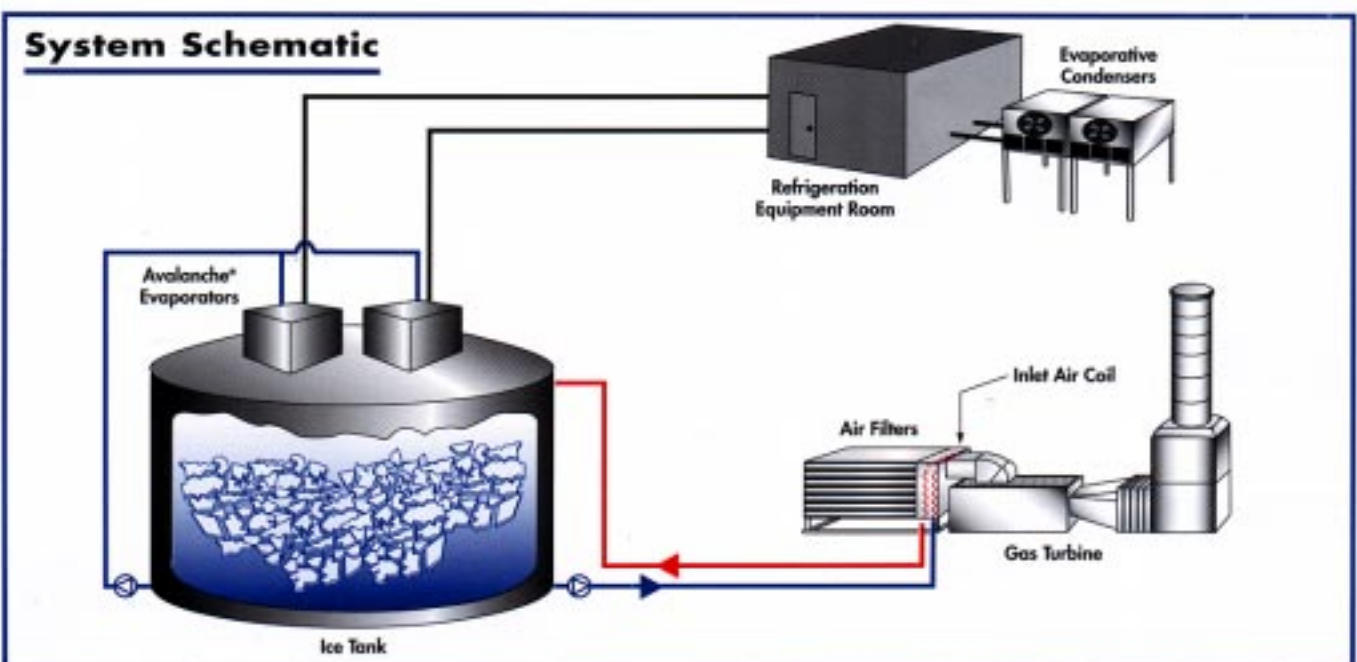 System Schematic
Evaporative
Condensers
Refrigeration
Equipment Room
Avalanche*
Evaporators
Inlet Air Coil
Air Filters
Gas Turbine
Ice Tank